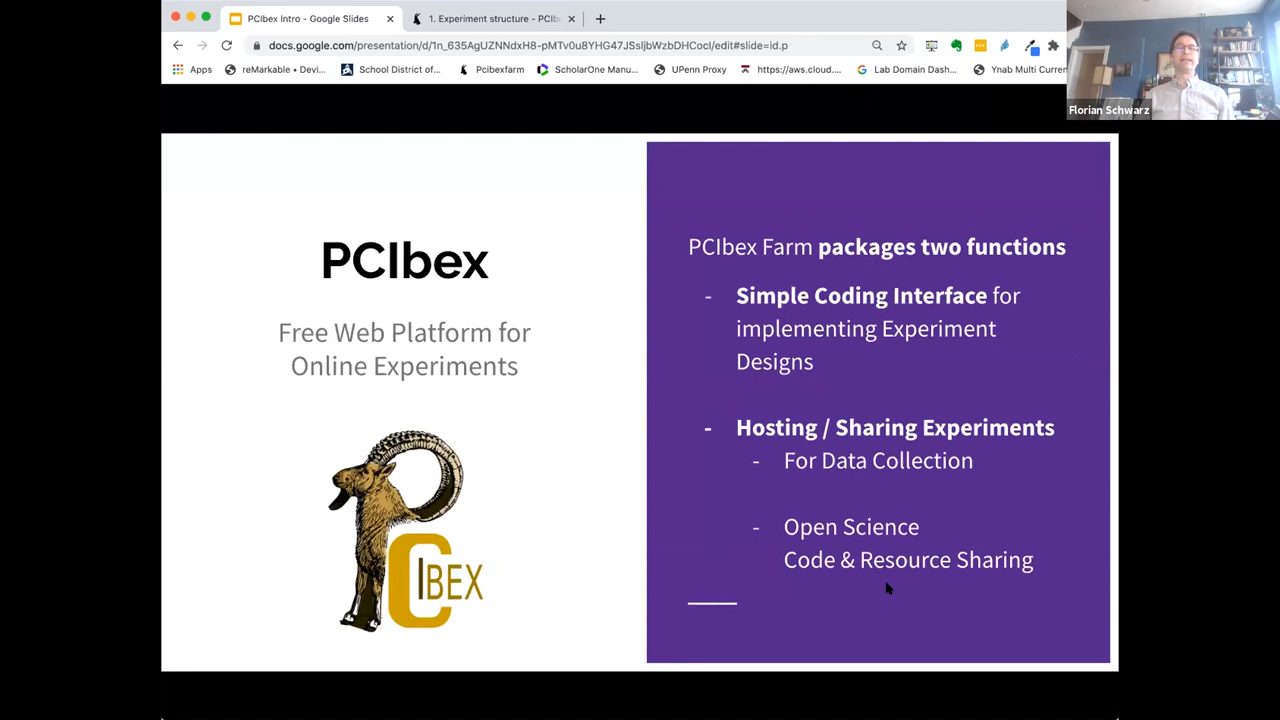 PCIbex Intro - Google Slides
1. Experiment structure - PCIb
docs.google.com/presentation/d/1n_635AgUZNNdxH8-pMTv0u8YHG47JSsljbWzbDHCocI/edit#slide=id.p
Apps
reMarkable • Devi...
School District of...
Pcibexfarm
ScholarOne Manu...
UPenn Proxy
https://aws.cloud....
Lab Domain Dash...
Ynab Multi Curren
Florian Schwarz
PCIbex
Free Web Platform for
Online Experiments
PC IBEX
PCIbex Farm packages two functions
- Simple Coding Interface for
implementing Experiment
Designs
- Hosting / Sharing Experiments
- For Data Collection
- Open Science
Code & Resource Sharing